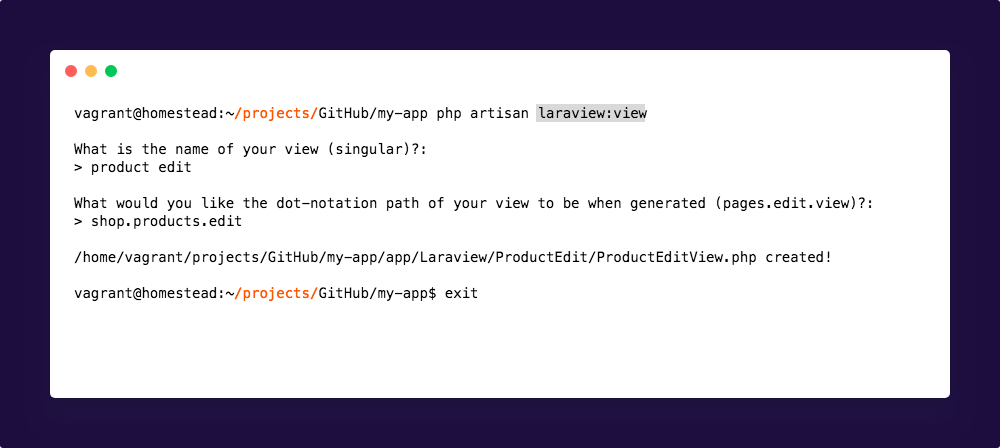 vagrant@homestead:~/projects/GitHub/my-app php artisan laraview:view
What is the name of your view (singular)?:
> product edit
What would you like the dot-notation path of your view to be when generated (pages.edit.view)?:
> shop.products.edit
/home/vagrant/projects/GitHub/my-app/app/Laraview/ProductEdit/ProductEditView.php created!
vagrant@homestead:~/projects/GitHub/my-app$ exit